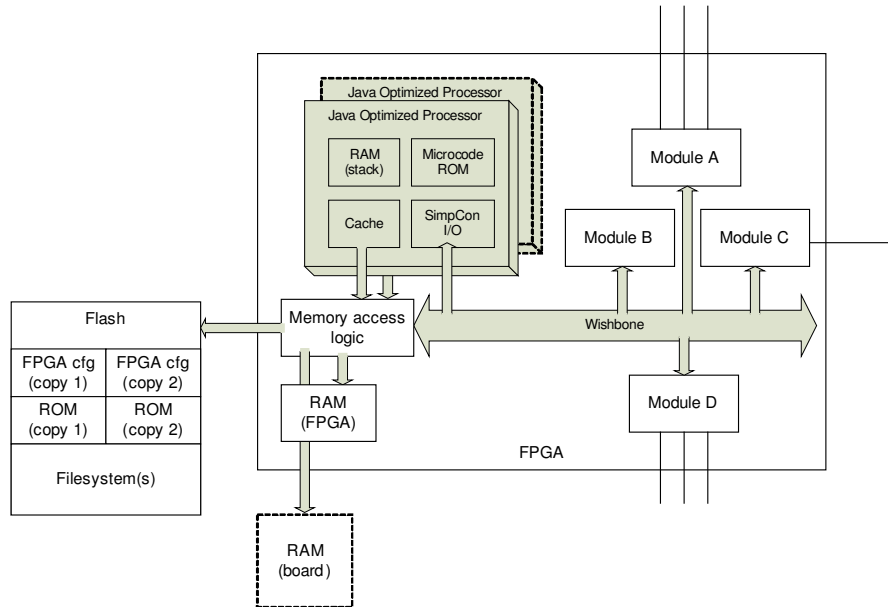 Java Optimized Processor
Java Optimized Processor
RAM
(stack)
Microcode
ROM
Cache
SimpCon
I/O
Module A
Module B
Module C
Memory access
logic
Wishbone
Flash
FPGA cfg
(copy 1)
FPGA cfg
(copy 2)
ROM
(copy 1)
ROM
(copy 2)
Filesystem(s)
RAM
(FPGA)
Module D
FPGA
RAM
(board)